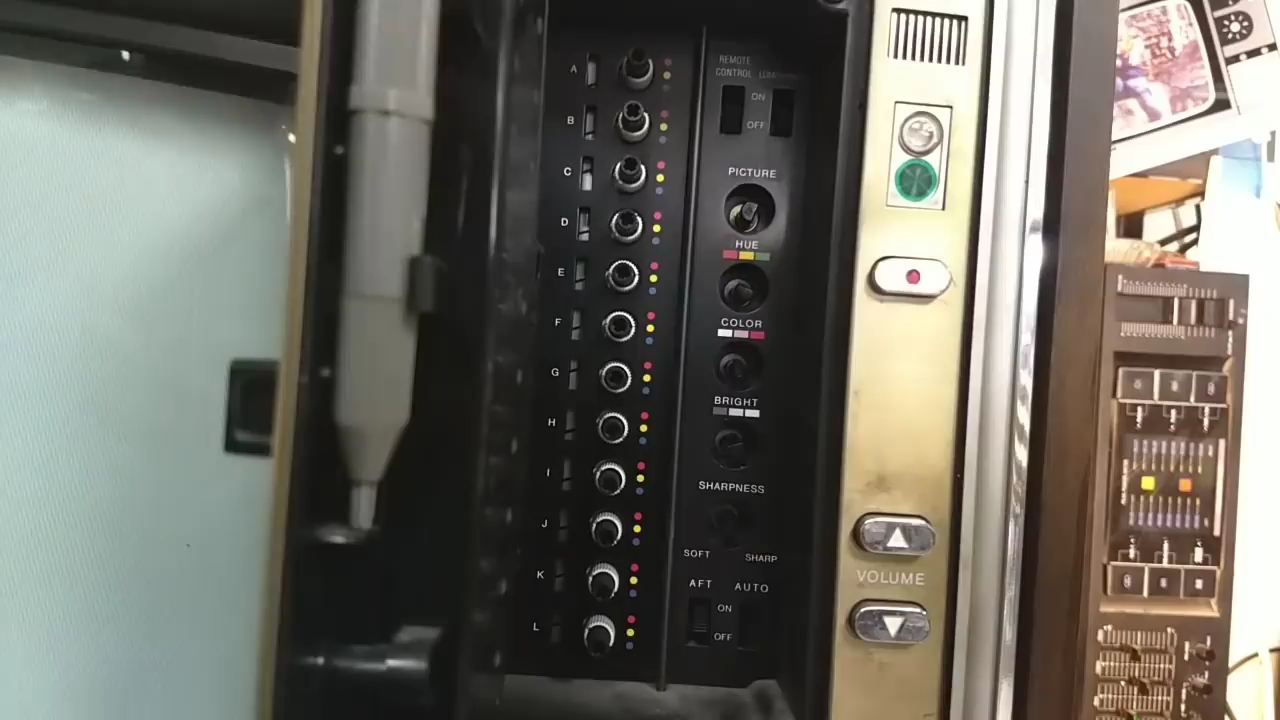 A
B
C
D
E
F
G
H
I
J
K
L
REMOTE
CONTROL
ON
OFF
PICTURE
HUE
COLOR
BRIGHT
SHARPNESS
SOFT SHARP
AFT AUTO
ON
OFF
VOLUME